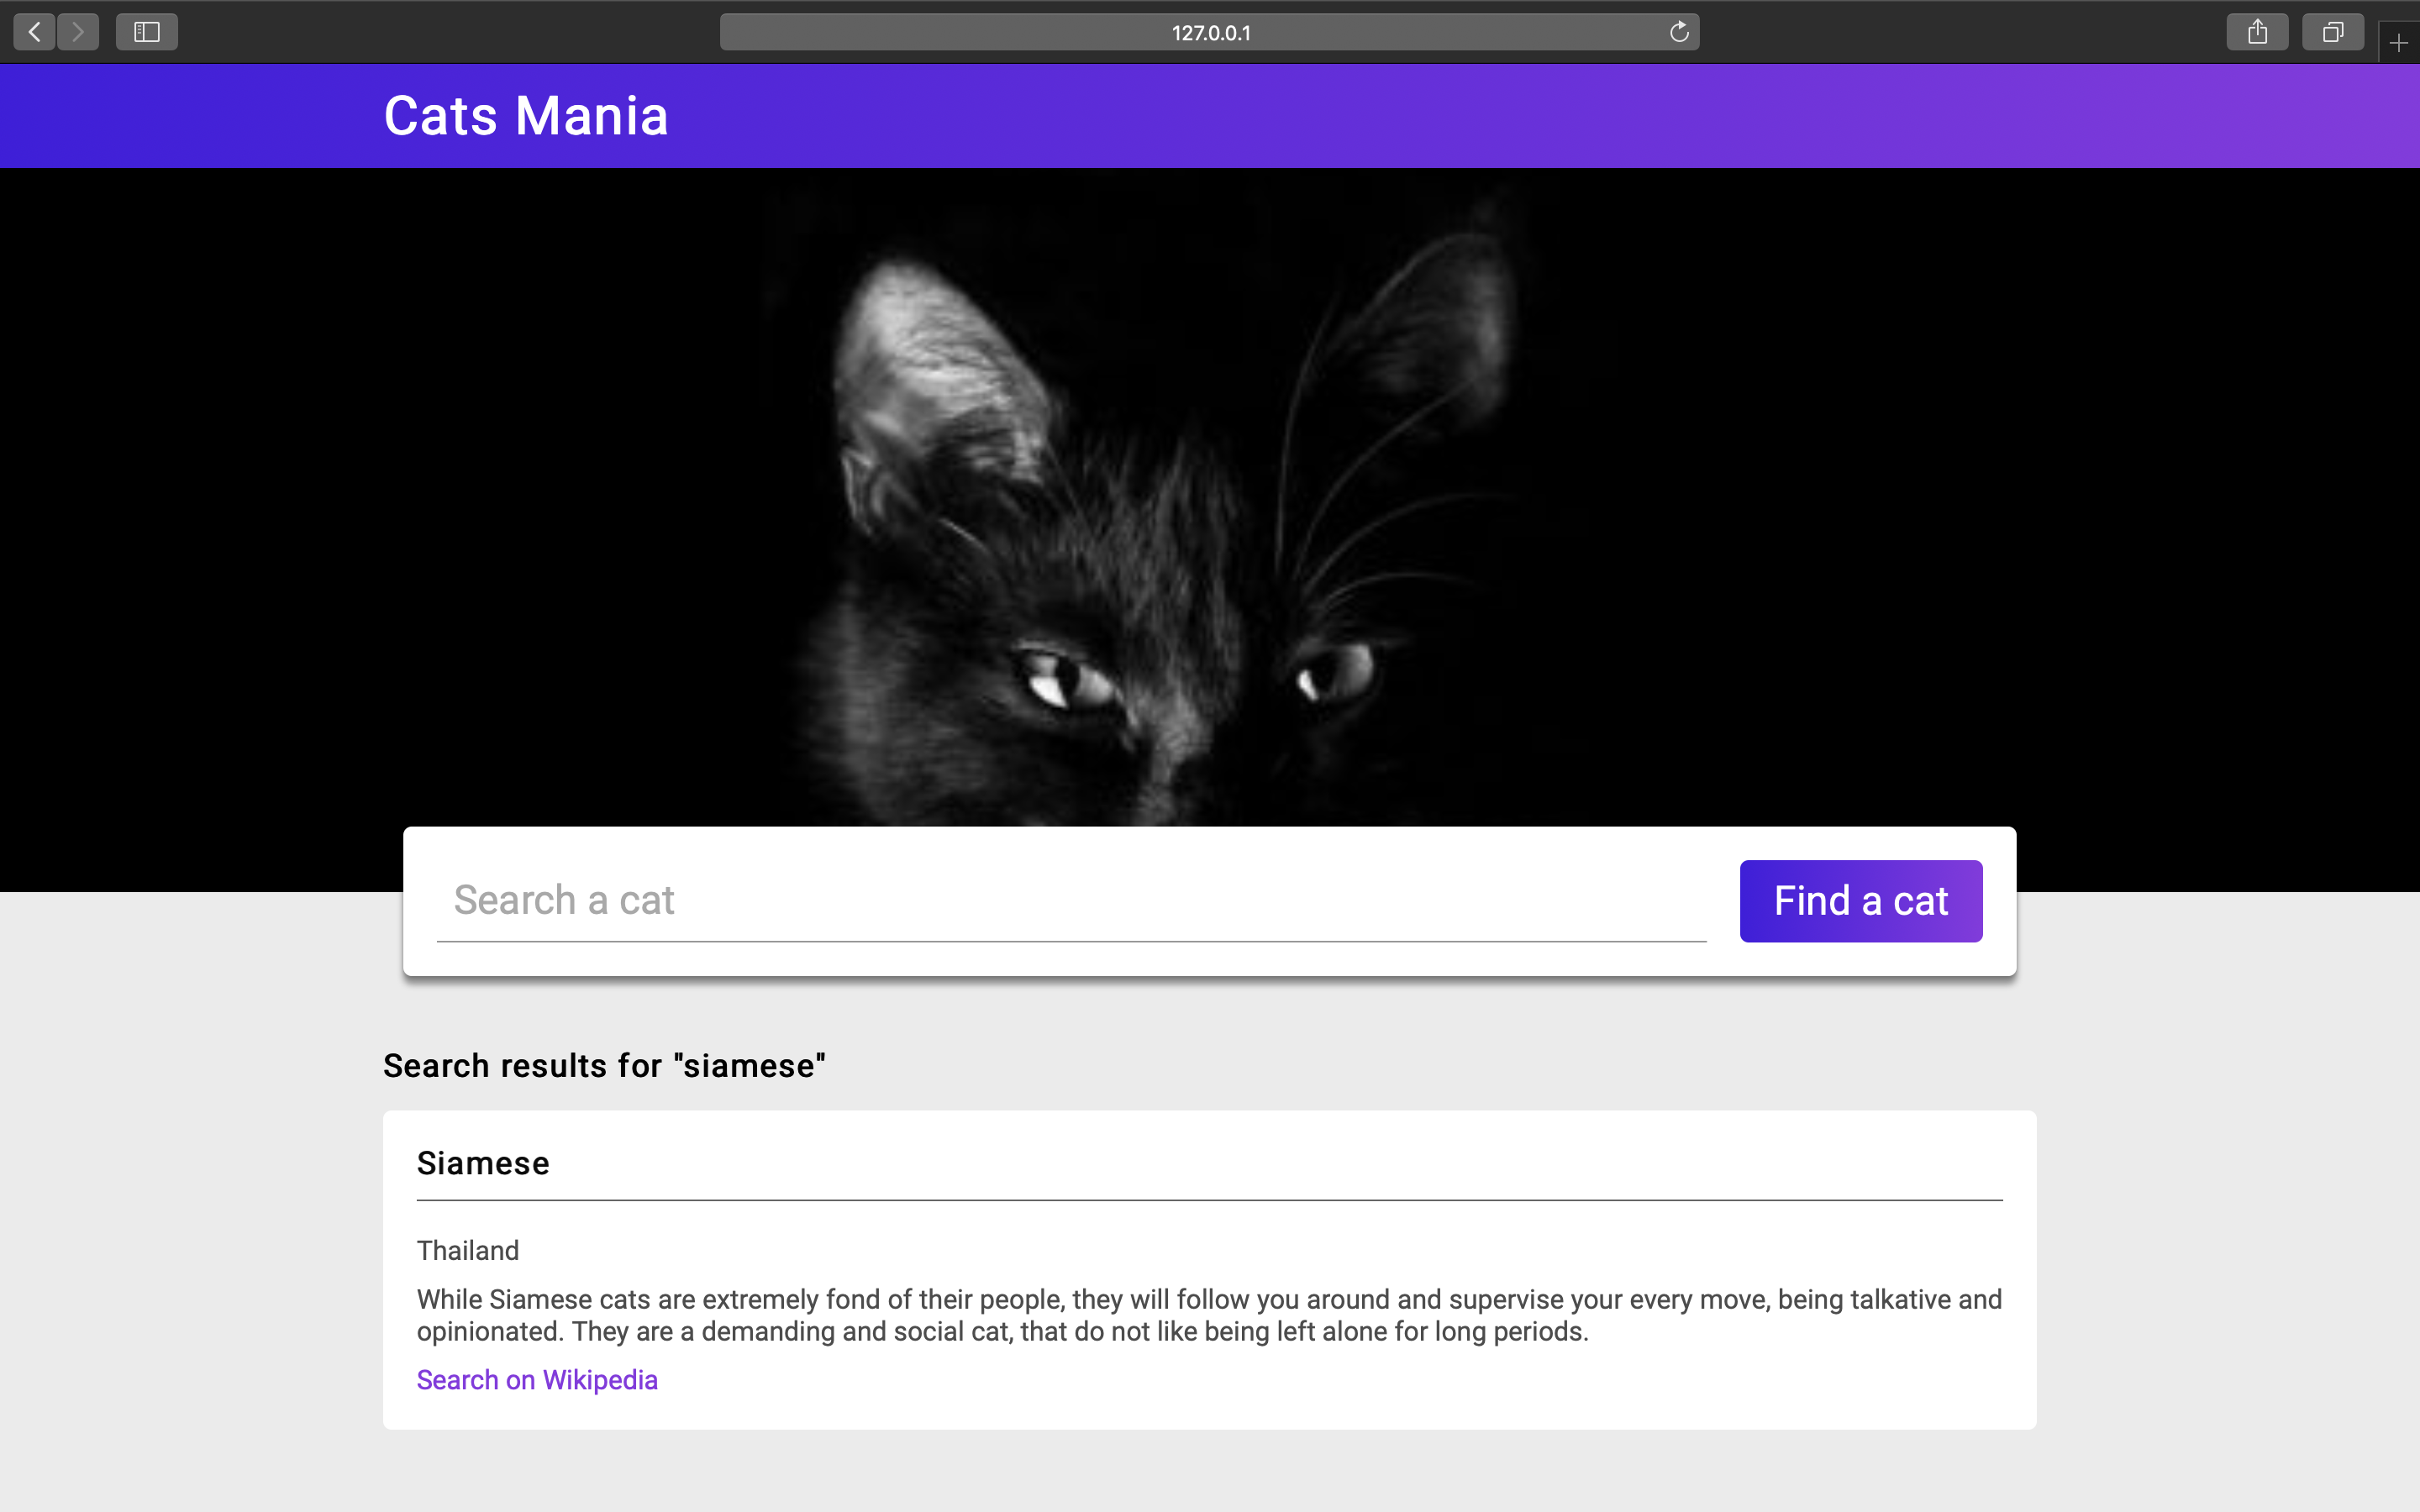 127.0.0.1
Cats Mania
Search a cat
Find a cat
Search results for "siamese"
Siamese
Thailand
While Siamese cats are extremely fond of their people, they will follow you around and supervise your every move, being talkative and
opinionated. They are a demanding and social cat, that do not like being left alone for long periods.
Search on Wikipedia